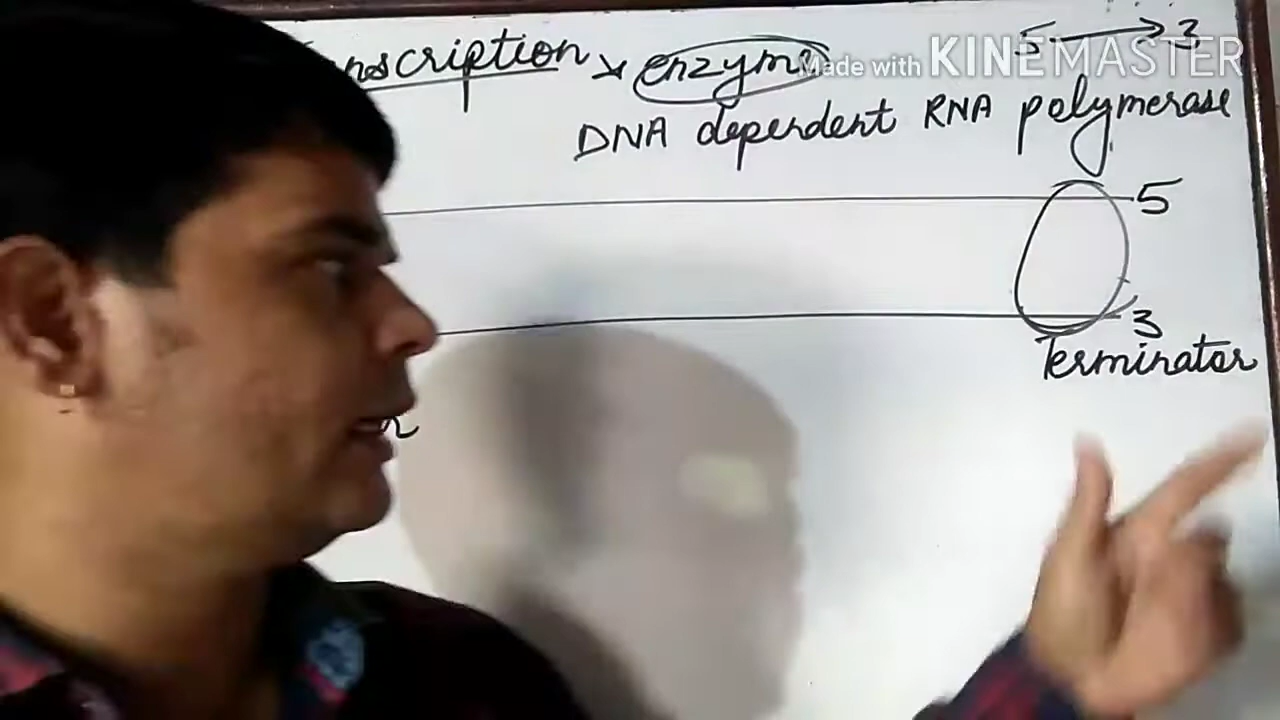 nscription * enzyme 5 → 3
Made with KINEMASTER
DNA dependent RNA polymerase
5
3
Terminator
r